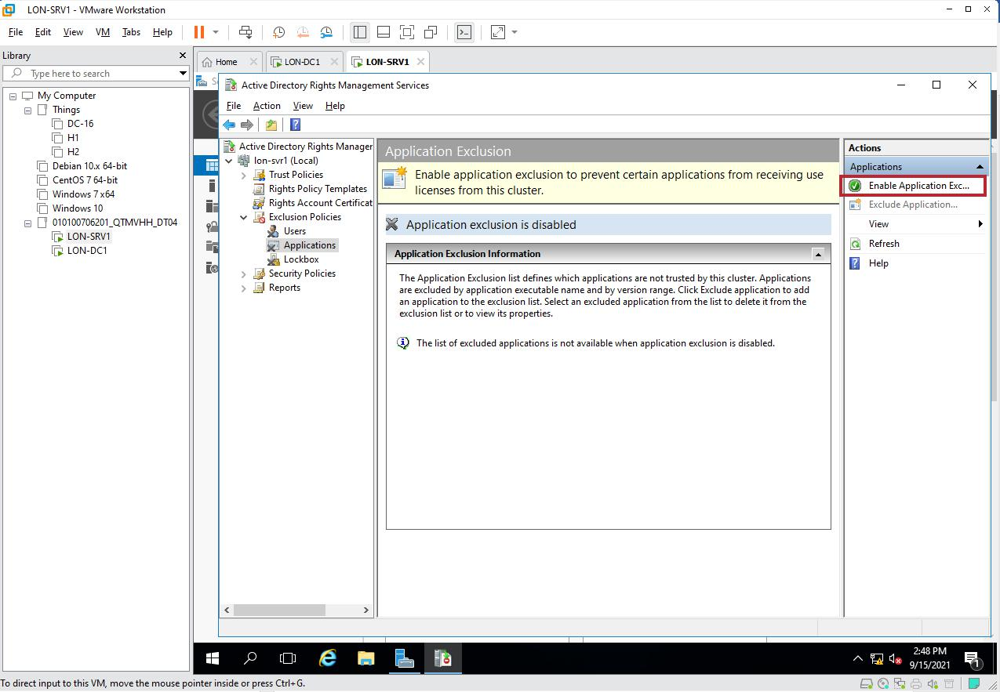 LON-SRV1 - VMware Workstation
File Edit View VM Tabs Help
Library
Type here to search
My Computer
Things
DC-16
H1
H2
Debian 10.x 64-bit
CentOS 7 64-bit
Windows 7 x64
Windows 10
010100706201_QTMVHH_DT04
LON-SRV1
LON-DC1
Home
LON-DC1
LON-SRV1
Active Directory Rights Management Services
File Action View Help
Active Directory Rights Manager
lon-svr1 (Local)
Trust Policies
Rights Policy Templates
Rights Account Certificat
Exclusion Policies
Users
Applications
Lockbox
Security Policies
Reports
Application Exclusion
Enable application exclusion to prevent certain applications from receiving use
licenses from this cluster.
Application exclusion is disabled
Application Exclusion Information
The Application Exclusion list defines which applications are not trusted by this cluster. Applications
are excluded by application executable name and by version range. Click Exclude application to add
an application to the exclusion list. Select an excluded application from the list to delete it from the
exclusion list or to view its properties.
The list of excluded applications is not available when application exclusion is disabled.
Actions
Applications
Enable Application Exc...
Exclude Application...
View
Refresh
Help
2:48 PM
9/15/2021
1
To direct input to this VM, move the mouse pointer inside or press Ctrl+G.